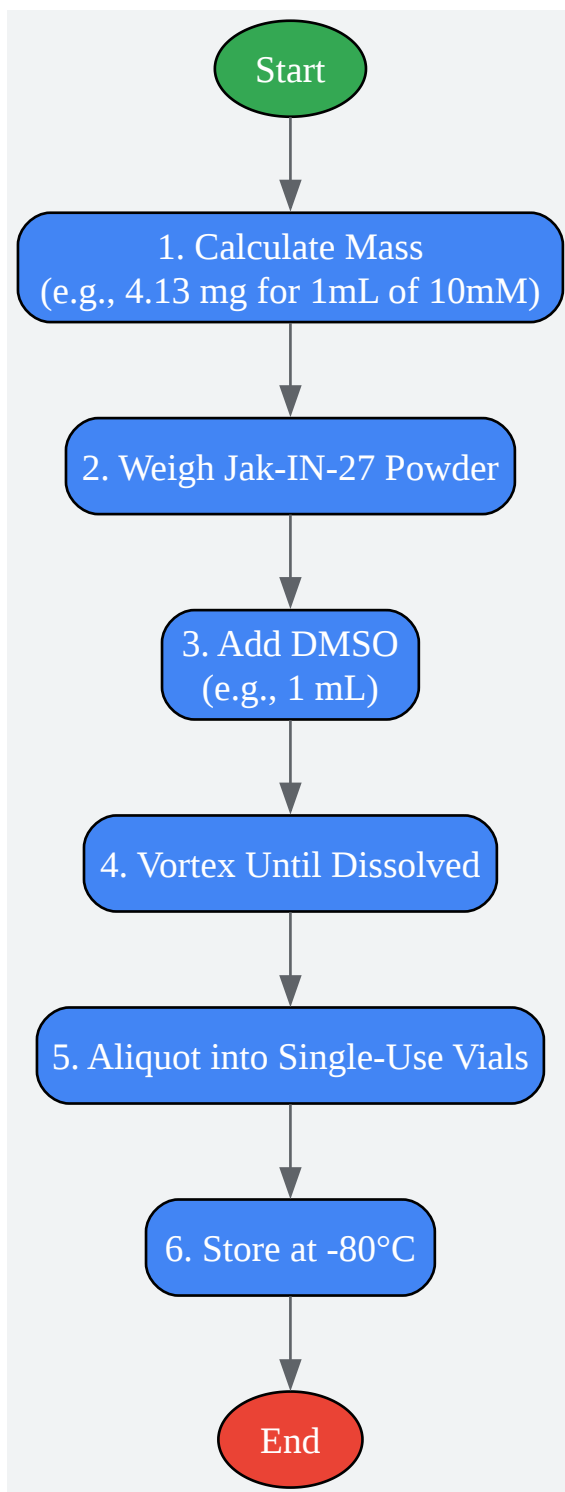 Start
1. Calculate Mass
(e.g., 4.13 mg for 1mL of 10mM)
2. Weigh Jak-IN-27 Powder
3. Add DMSO
(e.g., 1 mL)
4. Vortex Until Dissolved
5. Aliquot into Single-Use Vials
6. Store at -80°C
End